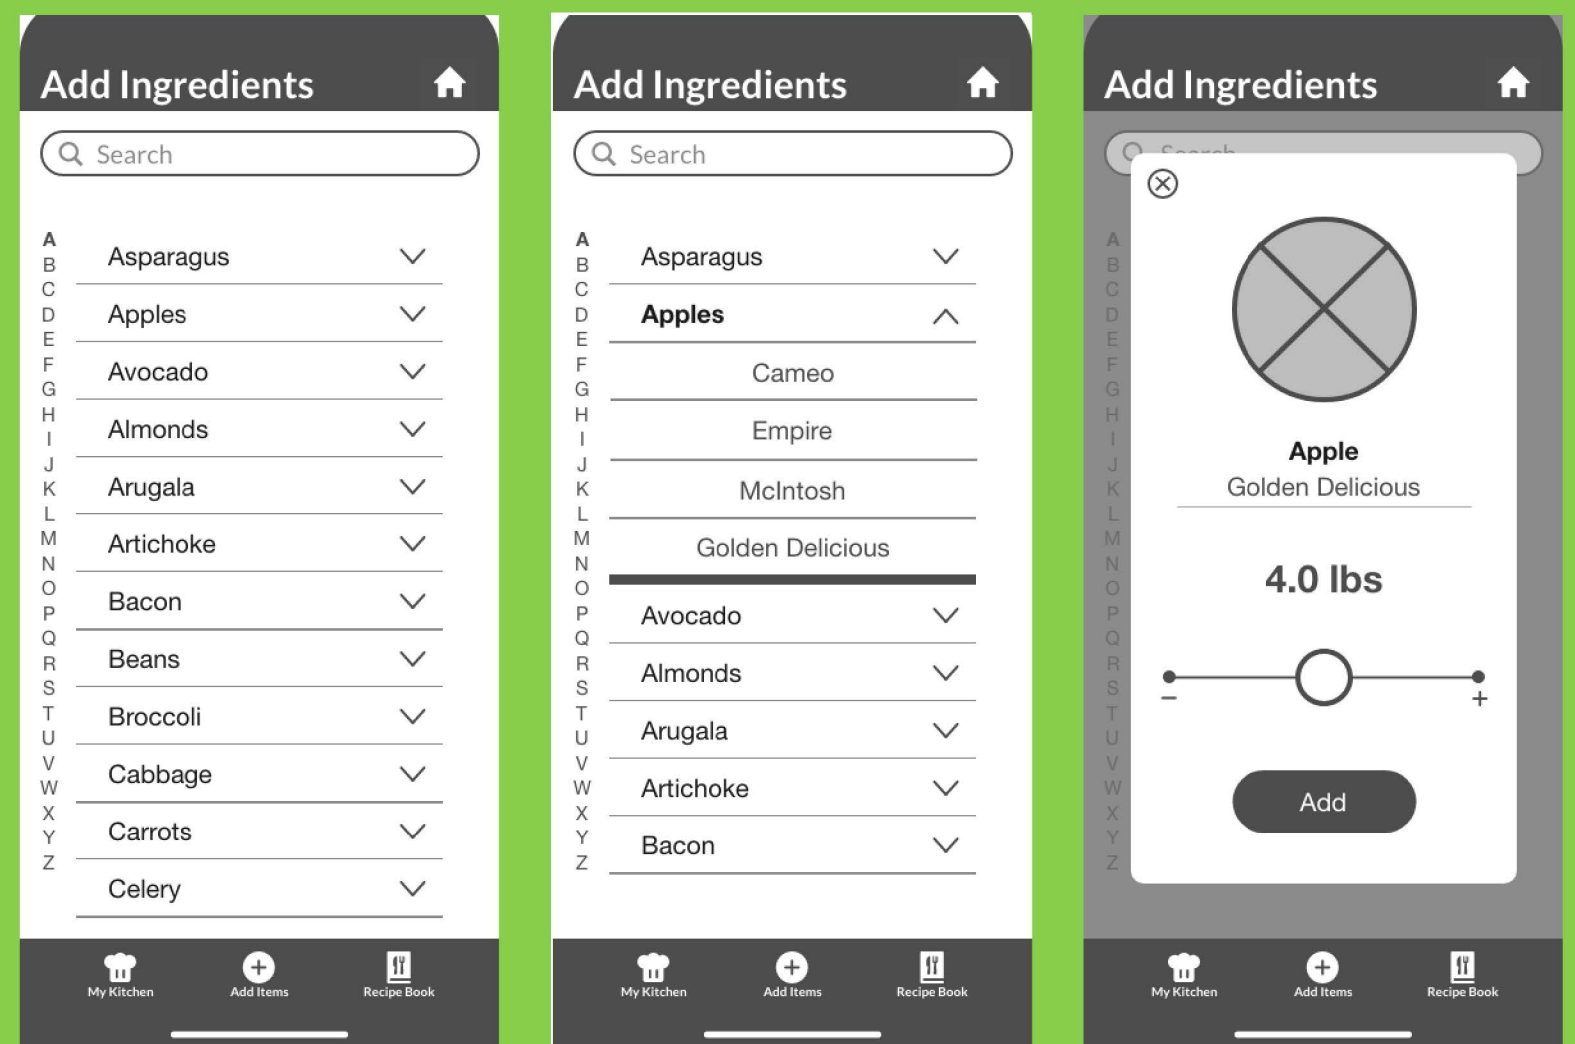 Add Ingredients
Search
A
B
C
D
E
F
G
H
I
J
K
L
M
N
O
P
Q
R
S
T
U
V
W
X
Y
Z
Asparagus
Apples
Avocado
Almonds
Arugala
Artichoke
Bacon
Beans
Broccoli
Cabbage
Carrots
Celery
My Kitchen
Add Items
Recipe Book
Add Ingredients
Search
A
B
C
D
E
F
G
H
I
J
K
L
M
N
O
P
Q
R
S
T
U
V
W
X
Y
Z
Asparagus
Apples
Cameo
Empire
McIntosh
Golden Delicious
Avocado
Almonds
Arugala
Artichoke
Bacon
My Kitchen
Add Items
Recipe Book
Add Ingredients
Search
A
B
C
D
E
F
G
H
I
J
K
L
M
N
O
P
Q
R
S
T
U
V
W
X
Y
Z
Apple
Golden Delicious
4.0 lbs
− +
Add
My Kitchen
Add Items
Recipe Book